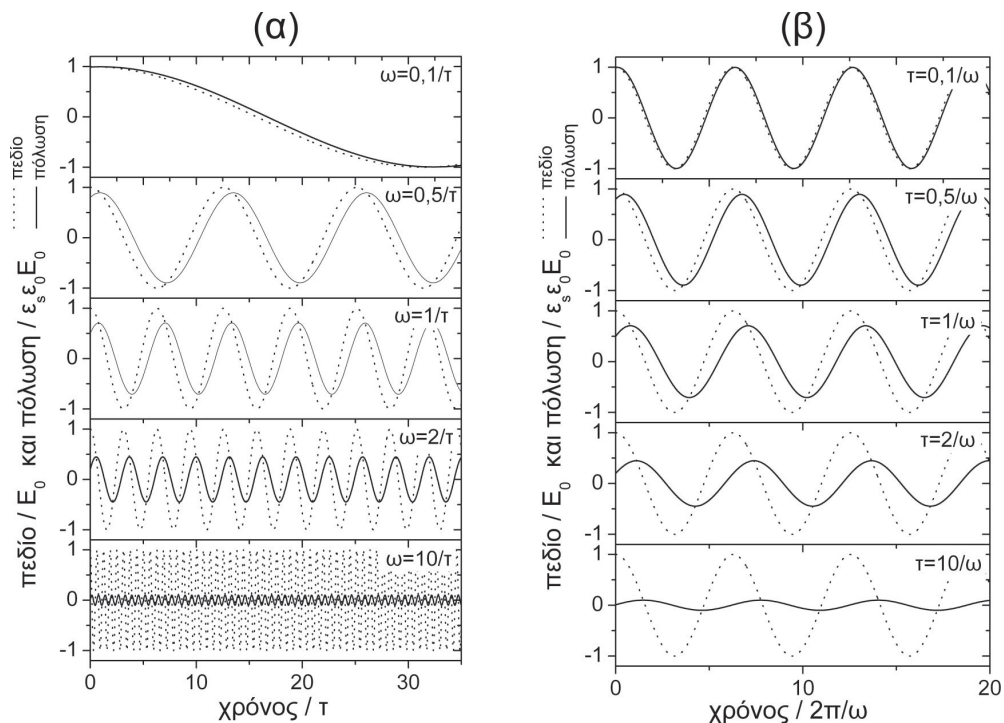 (α)
πεδίο / E₀ και πόλωση / εₛε₀E₀
πεδίο
πόλωση
ω=0,1/τ
1
0
-1
ω=0,5/τ
1
0
-1
ω=1/τ
1
0
-1
ω=2/τ
1
0
-1
ω=10/τ
1
0
-1
0
10
20
30
χρόνος / τ
(β)
πεδίο / E₀ και πόλωση / εₛε₀E₀
πεδίο
πόλωση
τ=0,1/ω
1
0
-1
τ=0,5/ω
1
0
-1
τ=1/ω
1
0
-1
τ=2/ω
1
0
-1
τ=10/ω
1
0
-1
0
10
20
χρόνος / 2π/ω